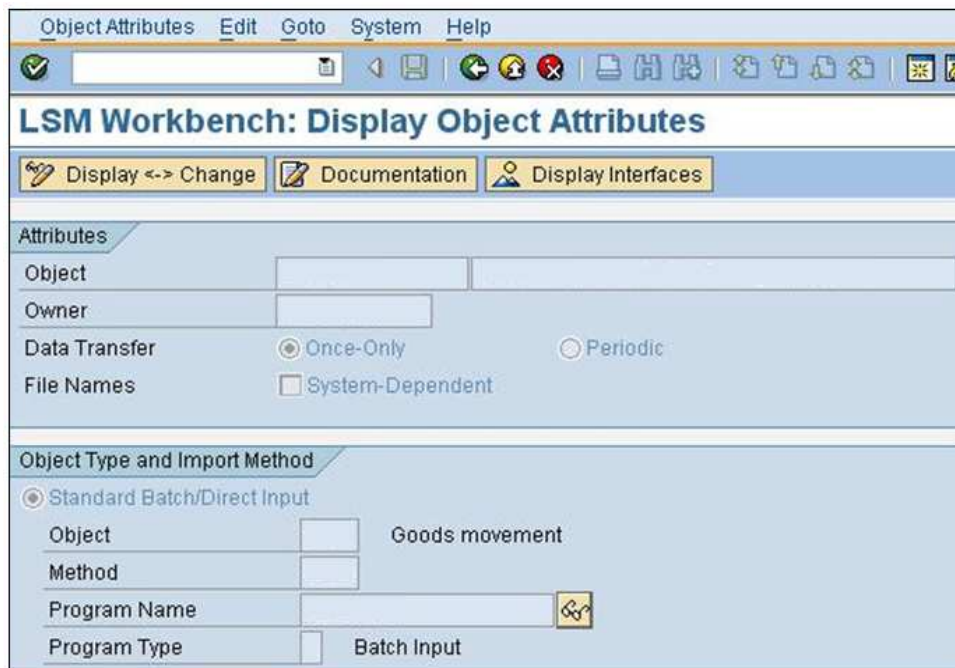 Object Attributes Edit Goto System Help
LSM Workbench: Display Object Attributes
Display <-> Change Documentation Display Interfaces
Attributes
Object
Owner
Data Transfer Once-Only Periodic
File Names System-Dependent
Object Type and Import Method
Standard Batch/Direct Input
Object Goods movement
Method
Program Name
Program Type Batch Input